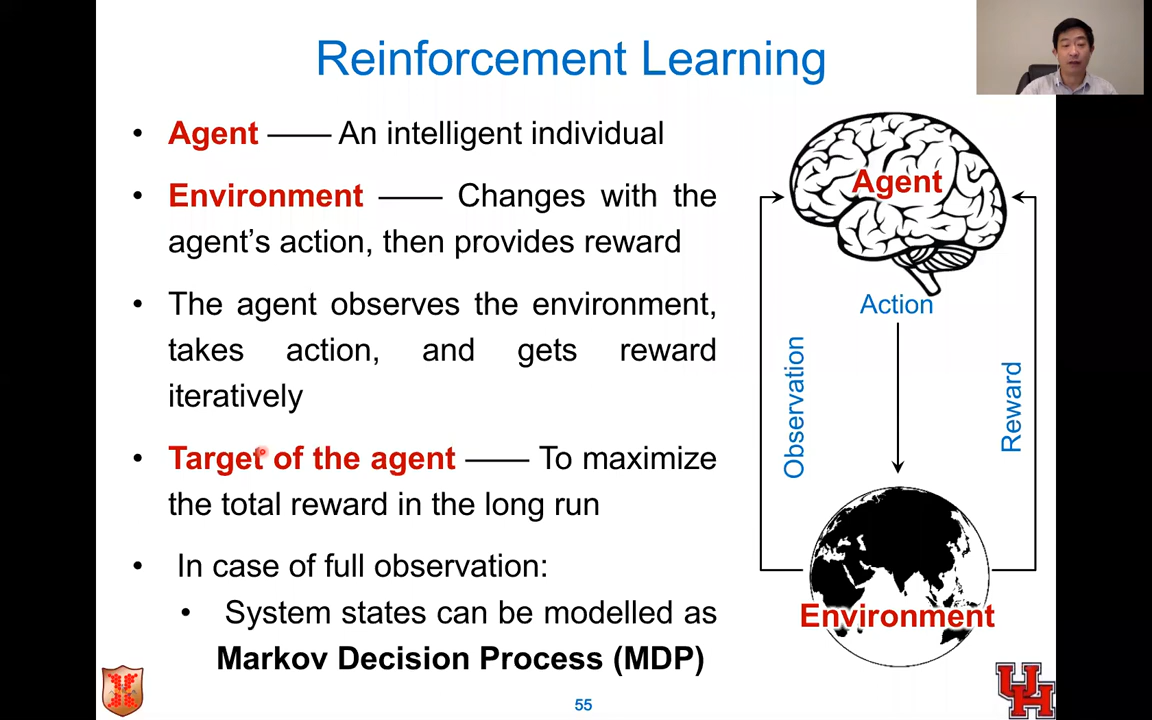 Reinforcement Learning
• Agent —— An intelligent individual
• Environment —— Changes with the
agent's action, then provides reward
• The agent observes the environment,
takes action, and gets reward
iteratively
• Target of the agent —— To maximize
the total reward in the long run
• In case of full observation:
• System states can be modelled as
Markov Decision Process (MDP)
Agent
Action
Observation
Reward
Environment
55
UH